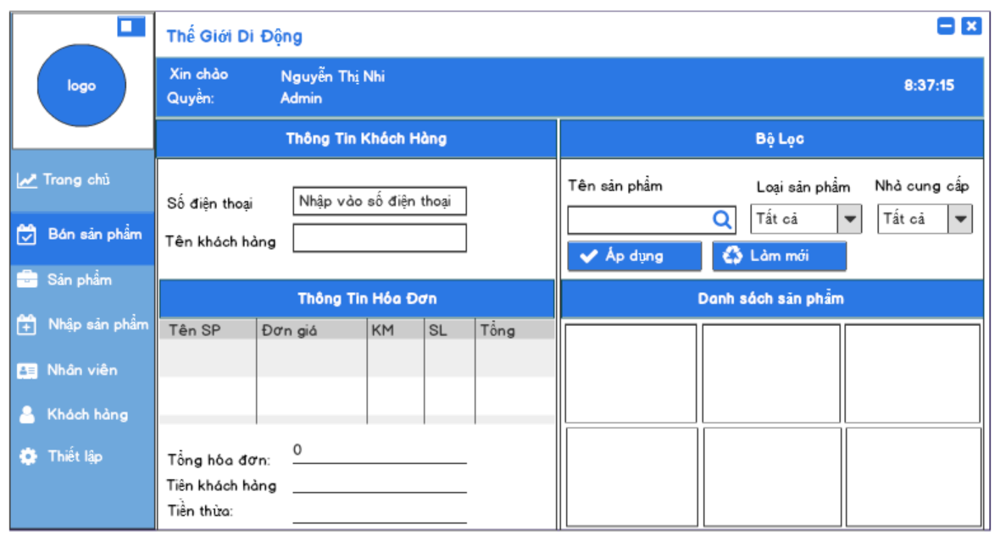 logo
Thế Giới Di Động
Xin chào Nguyễn Thị Nhi
Quyền: Admin
8:37:15
Trang chủ
Bán sản phẩm
Sản phẩm
Nhập sản phẩm
Nhân viên
Khách hàng
Thiết lập
Thông Tin Khách Hàng
Số điện thoại Nhập vào số điện thoại
Tên khách hàng
Thông Tin Hóa Đơn
Tên SP Đơn giá KM SL Tổng
Tổng hóa đơn: 0
Tiên khách hàng
Tiền thừa:
Bộ Lọc
Tên sản phẩm Loại sản phẩm Nhà cung cấp
Tất cả Tất cả
Áp dụng Làm mới
Danh sách sản phẩm